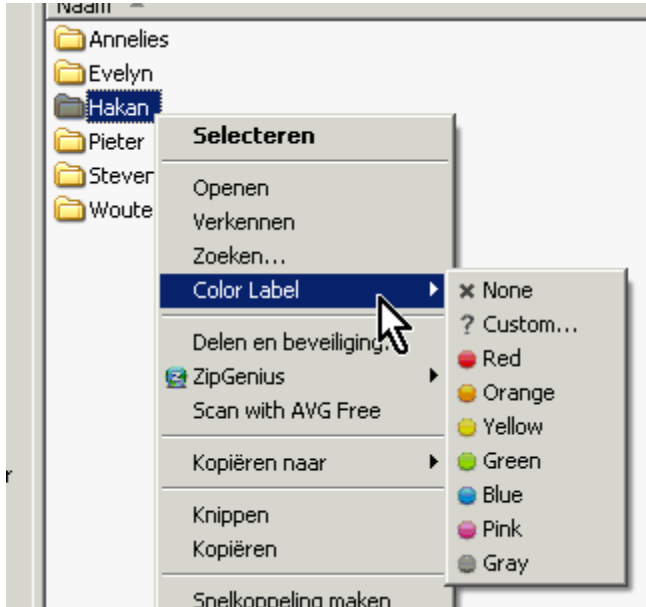 Naam
Annelies
Evelyn
Hakan
Pieter
Steven
Woute
Selecteren
Openen
Verkennen
Zoeken...
Color Label
Delen en beveiliging...
ZipGenius
Scan with AVG Free
Kopiëren naar
Knippen
Kopiëren
Snelkoppeling maken
None
Custom...
Red
Orange
Yellow
Green
Blue
Pink
Gray
r